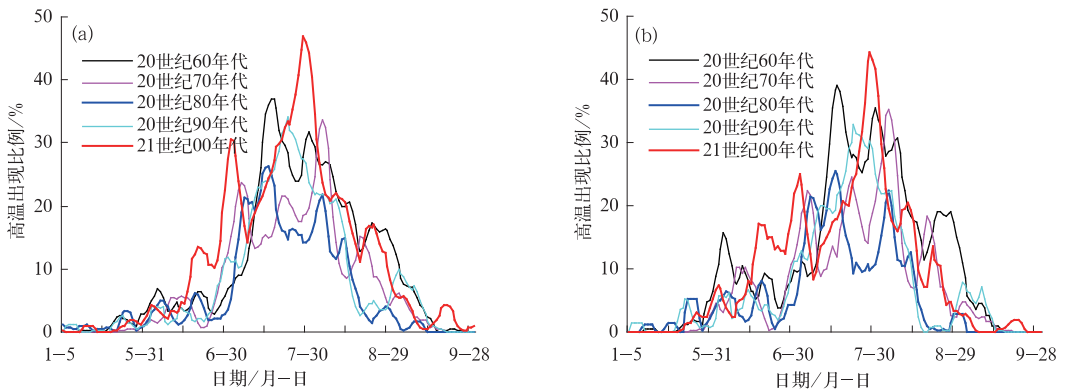 (a)
50
40
30
20
10
0
高温出现比例/%
20世纪60年代
20世纪70年代
20世纪80年代
20世纪90年代
21世纪00年代
1-5
5-31
6-30
7-30
8-29
9-28
日期/月-日
(b)
50
40
30
20
10
0
高温出现比例/%
20世纪60年代
20世纪70年代
20世纪80年代
20世纪90年代
21世纪00年代
1-5
5-31
6-30
7-30
8-29
9-28
日期/月-日